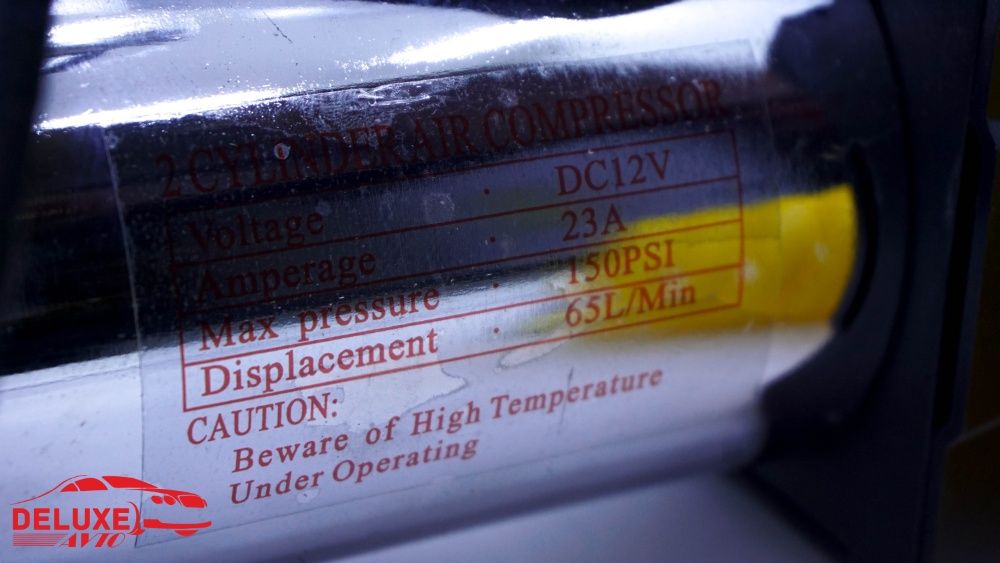 2 CYLINDER AIR COMPRESSOR
Voltage : DC12V
Amperage : 23A
Max pressure : 150PSI
Displacement : 65L/Min
CAUTION:
Beware of High Temperature
Under Operating
DELUXE
AVTO